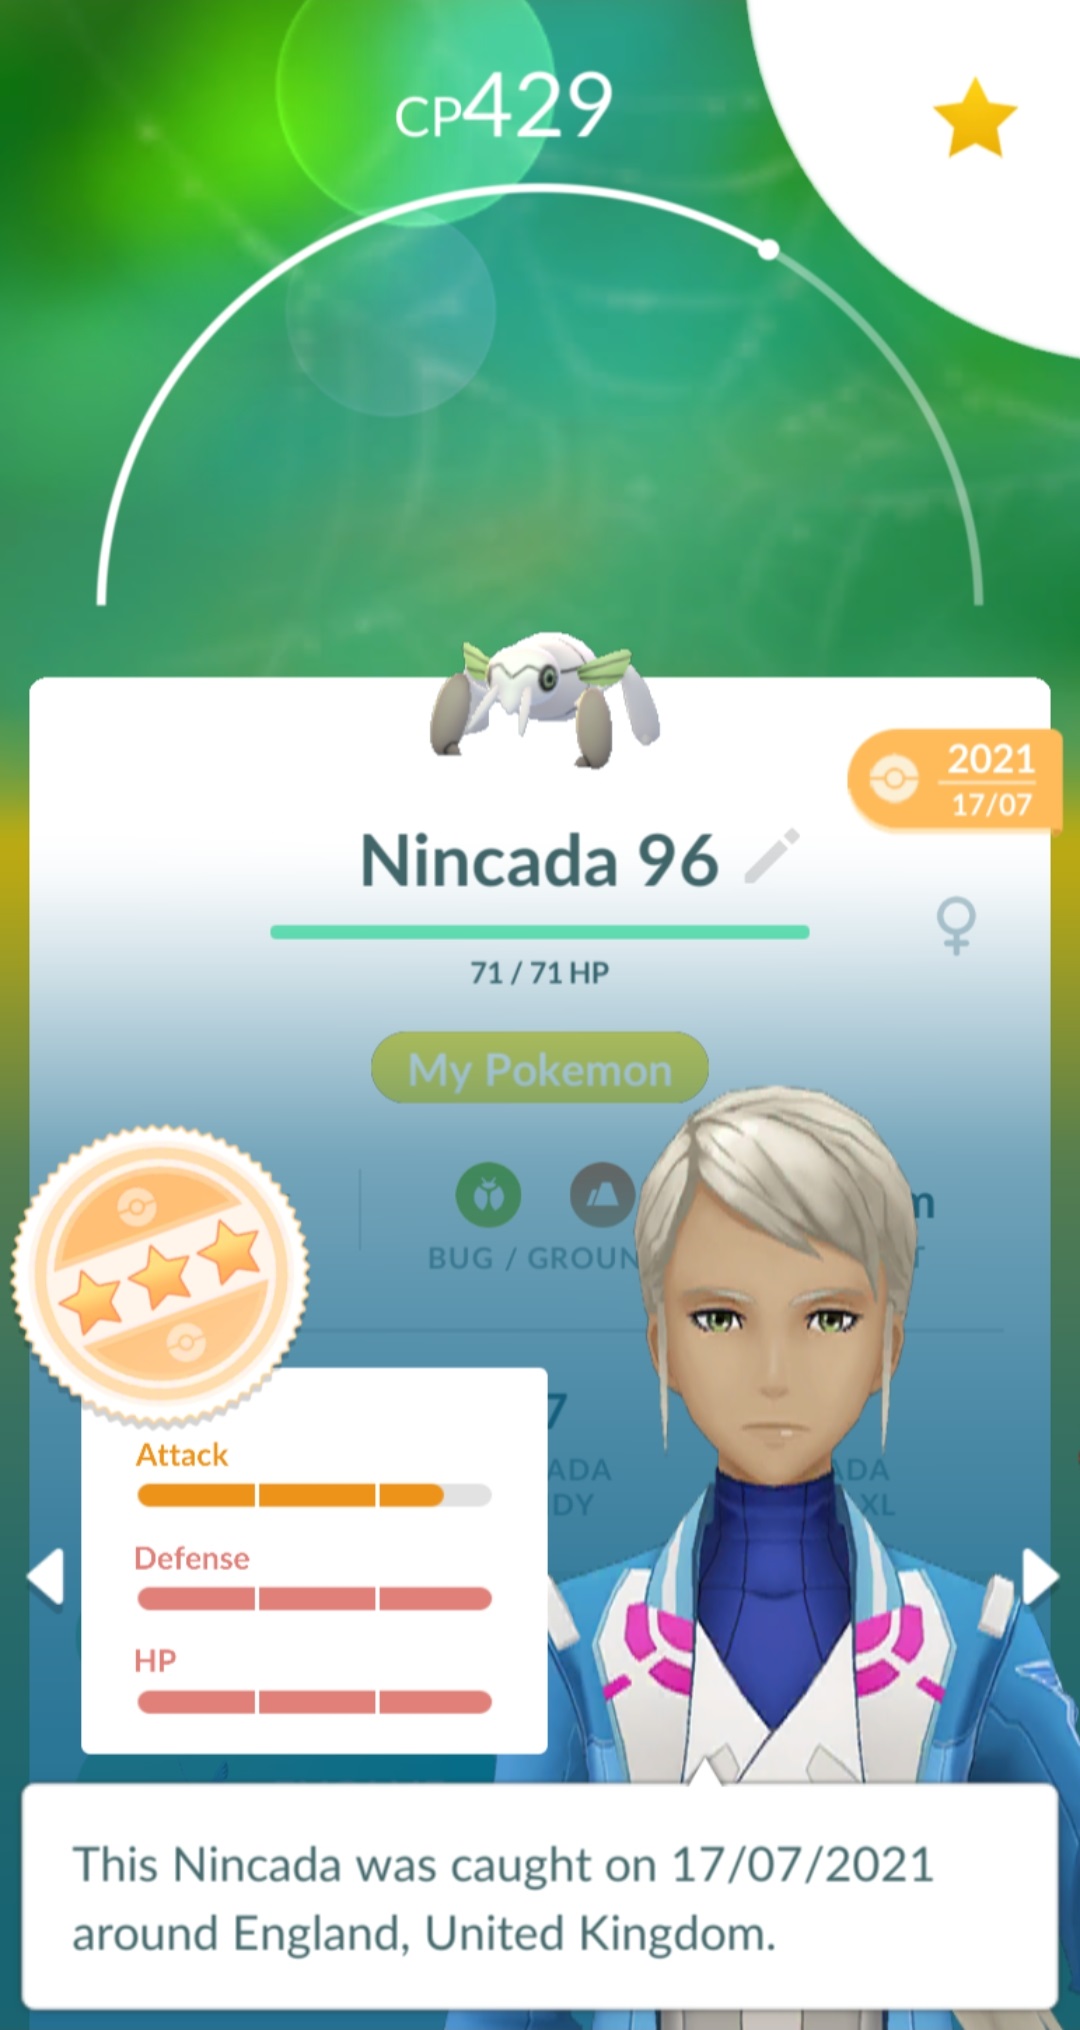 CP429
2021
17/07
Nincada 96
71 / 71 HP
My Pokemon
BUG / GROUN
Attack
Defense
HP
This Nincada was caught on 17/07/2021
around England, United Kingdom.